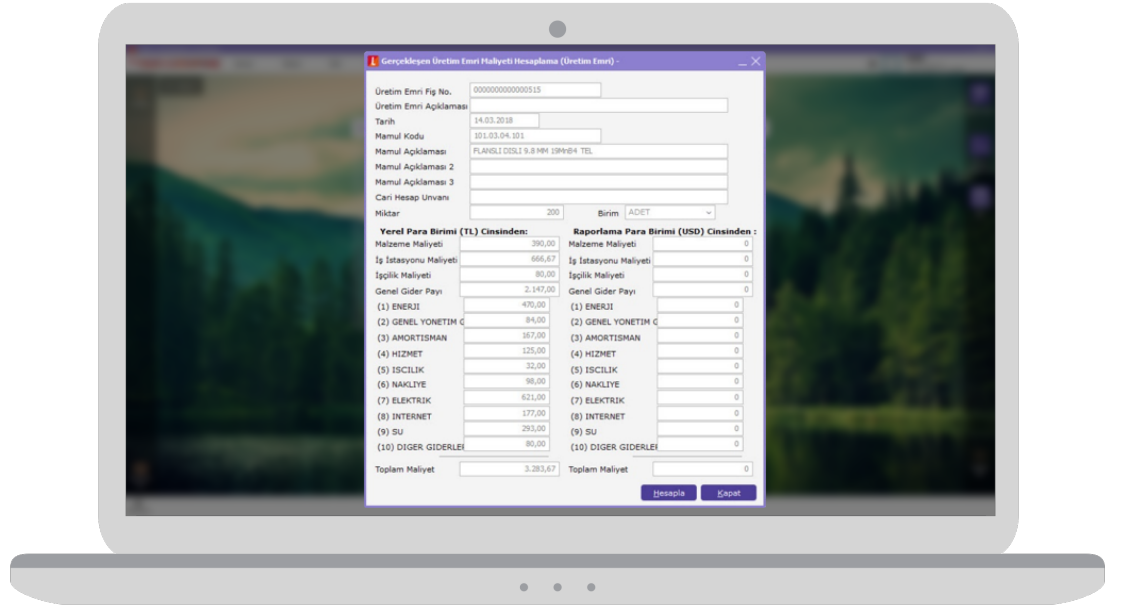 Gerçekleşen Üretim Emri Maliyeti Hesaplama (Üretim Emri) -
Üretim Emri Fiş No. 0000000000000515
Üretim Emri Açıklaması
Tarih 14.03.2018
Mamul Kodu 101.03.04.101
Mamul Açıklaması FLANSLI DISLI 9.8 MM 19MnB4 TEL
Mamul Açıklaması 2
Mamul Açıklaması 3
Cari Hesap Unvanı
Miktar 200 Birim ADET
Yerel Para Birimi (TL) Cinsinden: Raporlama Para Birimi (USD) Cinsinden :
Malzeme Maliyeti 390,00 Malzeme Maliyeti 0
İş İstasyonu Maliyeti 666,67 İş İstasyonu Maliyeti 0
İşçilik Maliyeti 80,00 İşçilik Maliyeti 0
Genel Gider Payı 2.147,00 Genel Gider Payı 0
(1) ENERJI 470,00 (1) ENERJI 0
(2) GENEL YONETIM G 84,00 (2) GENEL YONETIM G 0
(3) AMORTISMAN 167,00 (3) AMORTISMAN 0
(4) HIZMET 125,00 (4) HIZMET 0
(5) ISCILIK 32,00 (5) ISCILIK 0
(6) NAKLIYE 98,00 (6) NAKLIYE 0
(7) ELEKTRIK 621,00 (7) ELEKTRIK 0
(8) INTERNET 177,00 (8) INTERNET 0
(9) SU 293,00 (9) SU 0
(10) DIGER GIDERLEI 80,00 (10) DIGER GIDERLEI 0
Toplam Maliyet 3.283,67 Toplam Maliyet 0
Hesapla Kapat